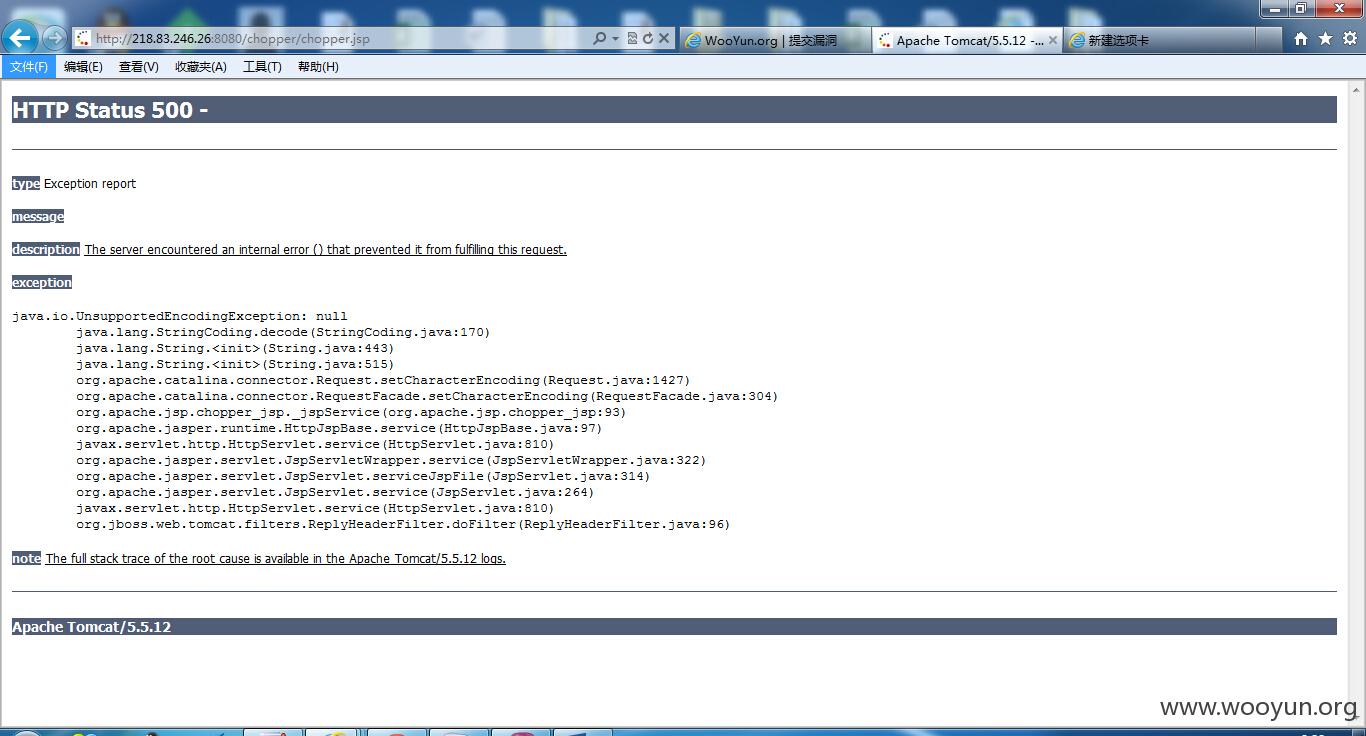 http://218.83.246.26:8080/chopper/chopper.jsp
WooYun.org | 提交漏洞
Apache Tomcat/5.5.12 -...
新建选项卡
文件(F) 编辑(E) 查看(V) 收藏夹(A) 工具(T) 帮助(H)
HTTP Status 500 -
type Exception report
message
description The server encountered an internal error () that prevented it from fulfilling this request.
exception
java.io.UnsupportedEncodingException: null
java.lang.StringCoding.decode(StringCoding.java:170)
java.lang.String.<init>(String.java:443)
java.lang.String.<init>(String.java:515)
org.apache.catalina.connector.Request.setCharacterEncoding(Request.java:1427)
org.apache.catalina.connector.RequestFacade.setCharacterEncoding(RequestFacade.java:304)
org.apache.jsp.chopper_jsp._jspService(org.apache.jsp.chopper_jsp:93)
org.apache.jasper.runtime.HttpJspBase.service(HttpJspBase.java:97)
javax.servlet.http.HttpServlet.service(HttpServlet.java:810)
org.apache.jasper.servlet.JspServletWrapper.service(JspServletWrapper.java:322)
org.apache.jasper.servlet.JspServlet.serviceJspFile(JspServlet.java:314)
org.apache.jasper.servlet.JspServlet.service(JspServlet.java:264)
javax.servlet.http.HttpServlet.service(HttpServlet.java:810)
org.jboss.web.tomcat.filters.ReplyHeaderFilter.doFilter(ReplyHeaderFilter.java:96)
note The full stack trace of the root cause is available in the Apache Tomcat/5.5.12 logs.
Apache Tomcat/5.5.12
www.wooyun.org